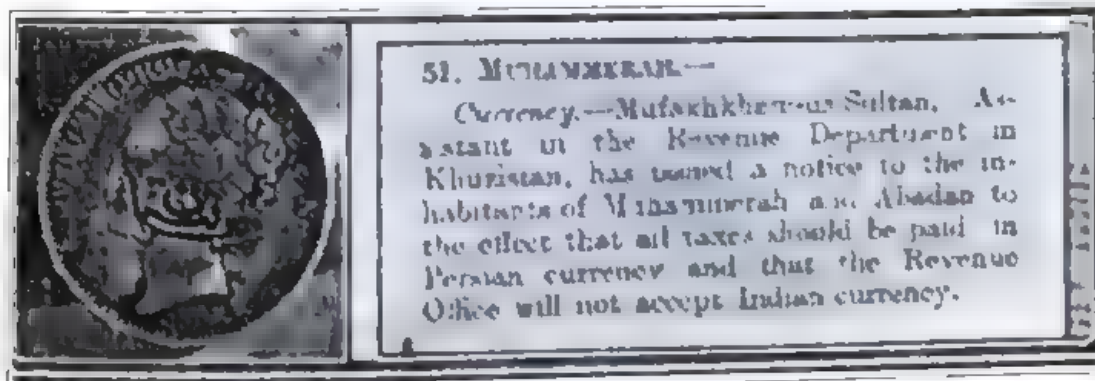 51. MUHAMMERAH.—
Currency.—Mufakhkham-us-Sultan, As-
sistant in the Revenue Department in
Khuzistan, has issued a notice to the in-
habitants of Muhammerah and Abadan to
the effect that all taxes should be paid in
Persian currency and that the Revenue
Office will not accept Indian currency.